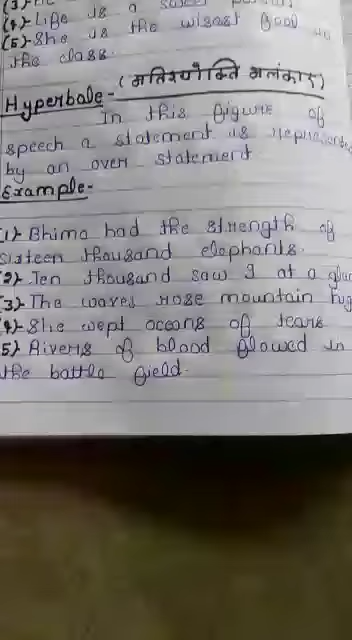 (4) Life is a
(5) She is the wisest fool in
the class.
(अतिश्योक्ति अलंकार)
Hyperbole -
In this figure of
speech a statement is represented
by an over statement
Example -
(1) Bhima had the strength of
sixteen thousand elephants.
(2) Ten thousand saw I at a
(3) The waves rose mountain
(4) She wept oceans of tears
(5) Rivers of blood flowed in
the battle field.